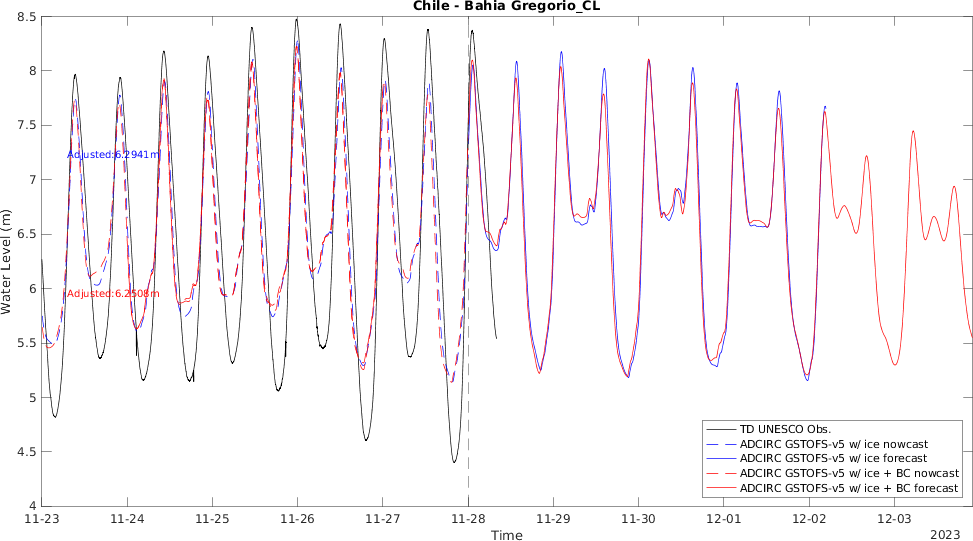 Chile - Bahia Gregorio_CL
8.5
8
7.5
7
6.5
6
5.5
5
4.5
4
Water Level (m)
Adjusted:6.2941m
Adjusted:6.2508m
TD UNESCO Obs.
ADCIRC GSTOFS-v5 w/ ice nowcast
ADCIRC GSTOFS-v5 w/ ice forecast
ADCIRC GSTOFS-v5 w/ ice + BC nowcast
ADCIRC GSTOFS-v5 w/ ice + BC forecast
11-23 11-24 11-25 11-26 11-27 11-28 11-29 11-30 12-01 12-02 12-03
Time
2023